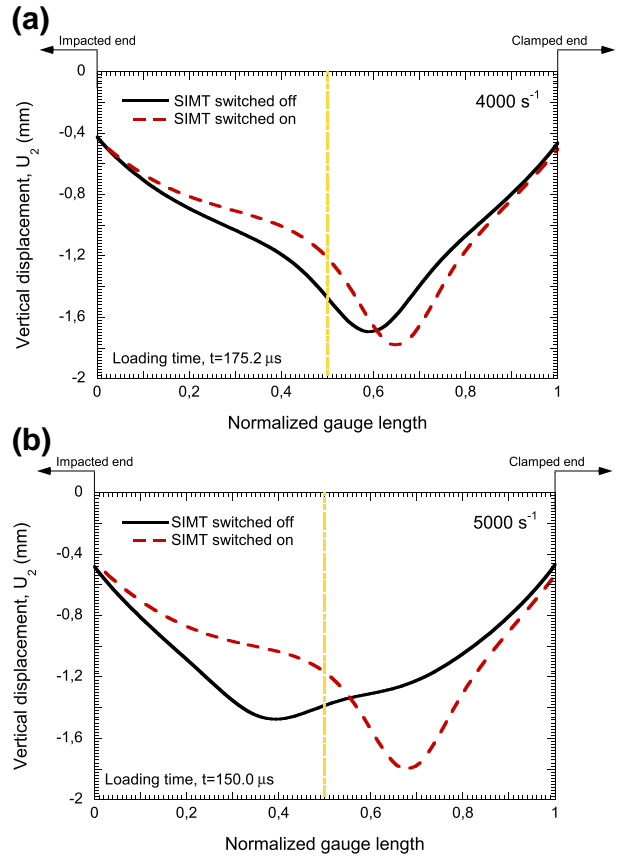 (a)
Impacted end
Clamped end
0
-0,4
-0,8
-1,2
-1,6
-2
Vertical displacement, U2 (mm)
SIMT switched off
SIMT switched on
4000 s-1
Loading time, t=175.2 μs
0
0,2
0,4
0,6
0,8
1
Normalized gauge length
(b)
Impacted end
Clamped end
0
-0,4
-0,8
-1,2
-1,6
-2
Vertical displacement, U2 (mm)
SIMT switched off
SIMT switched on
5000 s-1
Loading time, t=150.0 μs
0
0,2
0,4
0,6
0,8
1
Normalized gauge length